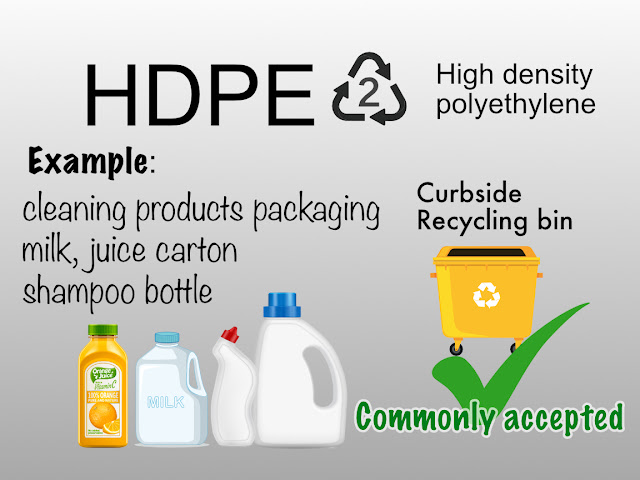 HDPE
2
High density
polyethylene
Example:
cleaning products packaging
milk, juice carton
shampoo bottle
Curbside
Recycling bin
Orange
Juice
Vitamin C
100% ORANGE
MILK
Commonly accepted